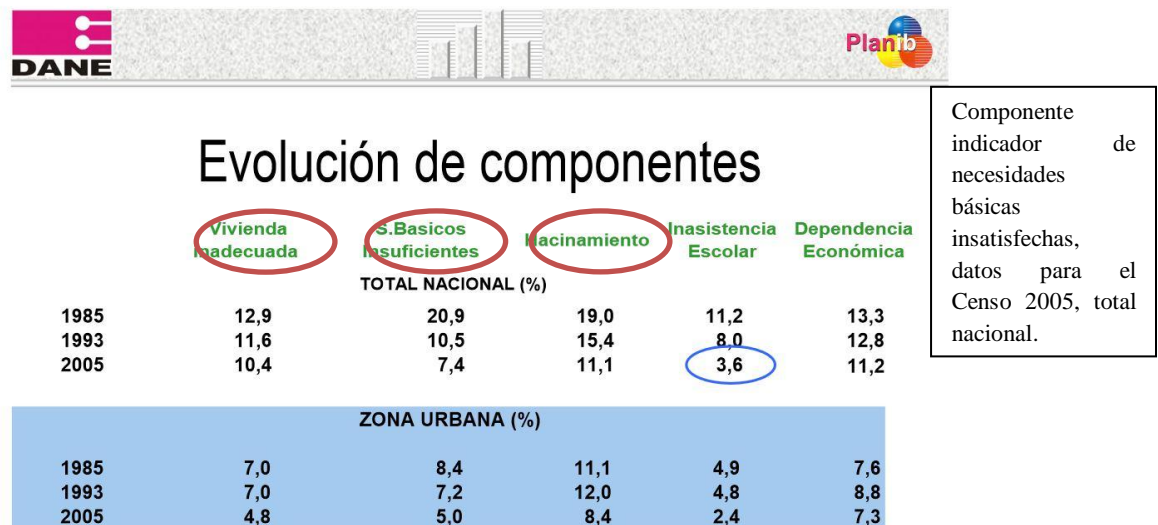 DANE
Planib
Evolución de componentes
Vivienda Inadecuada S.Basicos Insuficientes Hacinamiento Inasistencia Escolar Dependencia Económica
TOTAL NACIONAL (%)
1985 12,9 20,9 19,0 11,2 13,3
1993 11,6 10,5 15,4 8,0 12,8
2005 10,4 7,4 11,1 3,6 11,2
ZONA URBANA (%)
1985 7,0 8,4 11,1 4,9 7,6
1993 7,0 7,2 12,0 4,8 8,8
2005 4,8 5,0 8,4 2,4 7,3
Componente
indicador de
necesidades
básicas
insatisfechas,
datos para el
Censo 2005, total
nacional.